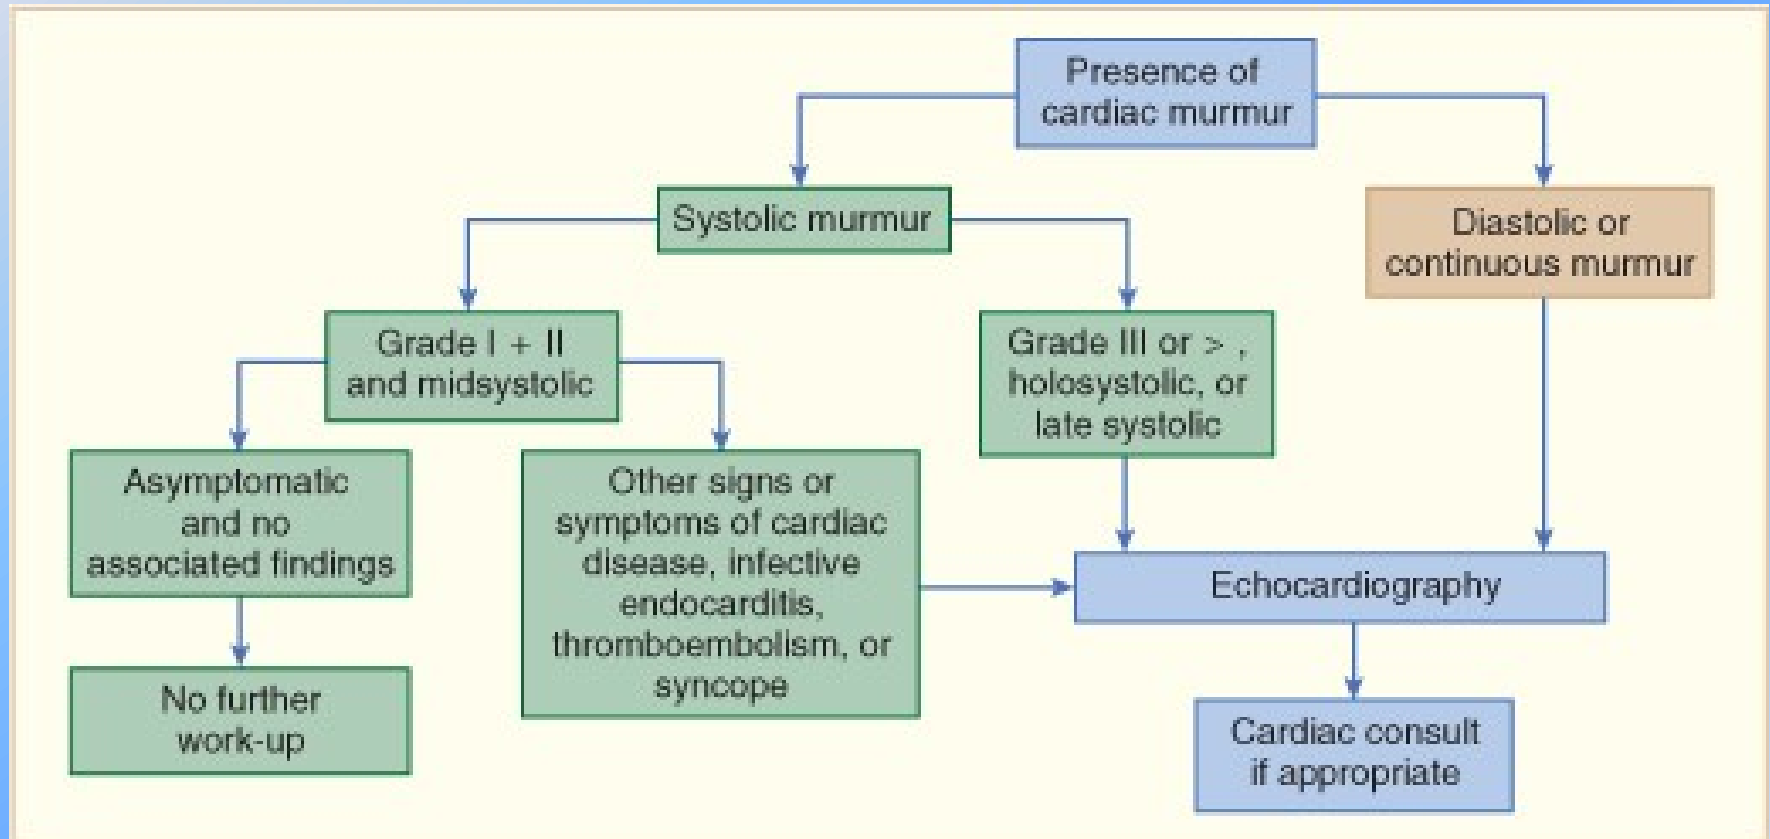 Presence of
cardiac murmur
Systolic murmur
Diastolic or
continuous murmur
Grade I + II
and midsystolic
Grade III or > ,
holosystolic, or
late systolic
Asymptomatic
and no
associated findings
Other signs or
symptoms of cardiac
disease, infective
endocarditis,
thromboembolism, or
syncope
Echocardiography
No further
work-up
Cardiac consult
if appropriate